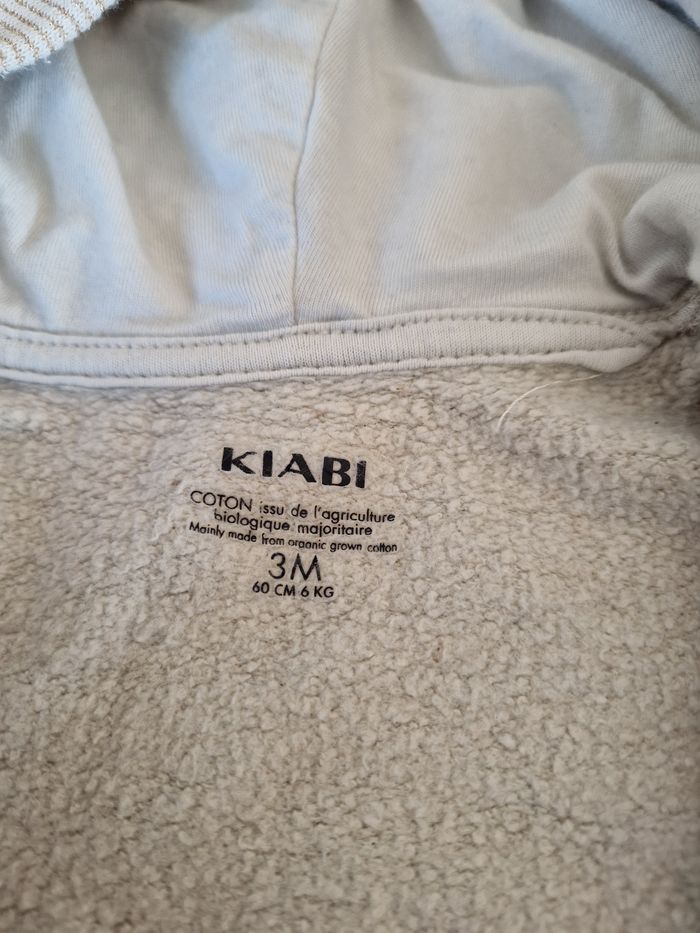 KIABI
COTON issu de l'agriculture
biologique majoritaire
Mainly made from organic grown cotton
3M
60 CM 6 KG